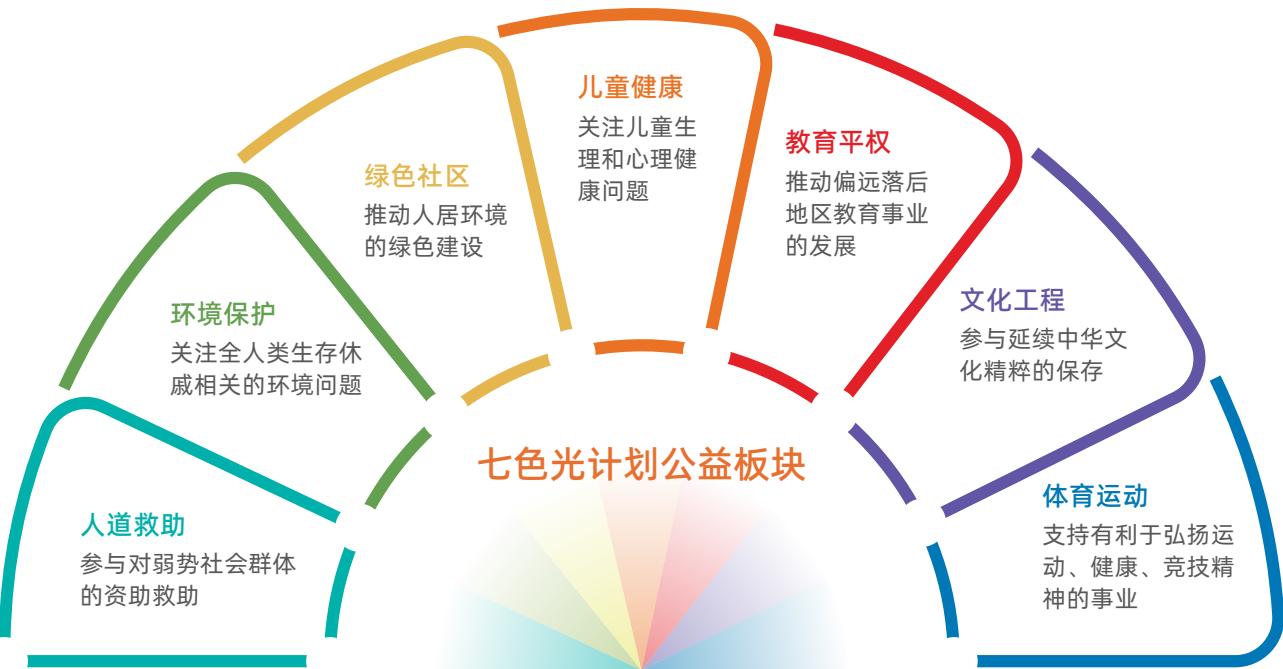 人道救助
参与对弱势社会群体
的资助救助
环境保护
关注全人类生存休
戚相关的环境问题
绿色社区
推动人居环境
的绿色建设
儿童健康
关注儿童生
理和心理健
康问题
教育平权
推动偏远落后
地区教育事业
的发展
文化工程
参与延续中华文
化精粹的保存
体育运动
支持有利于弘扬运
动、健康、竞技精
神的事业
七色光计划公益板块